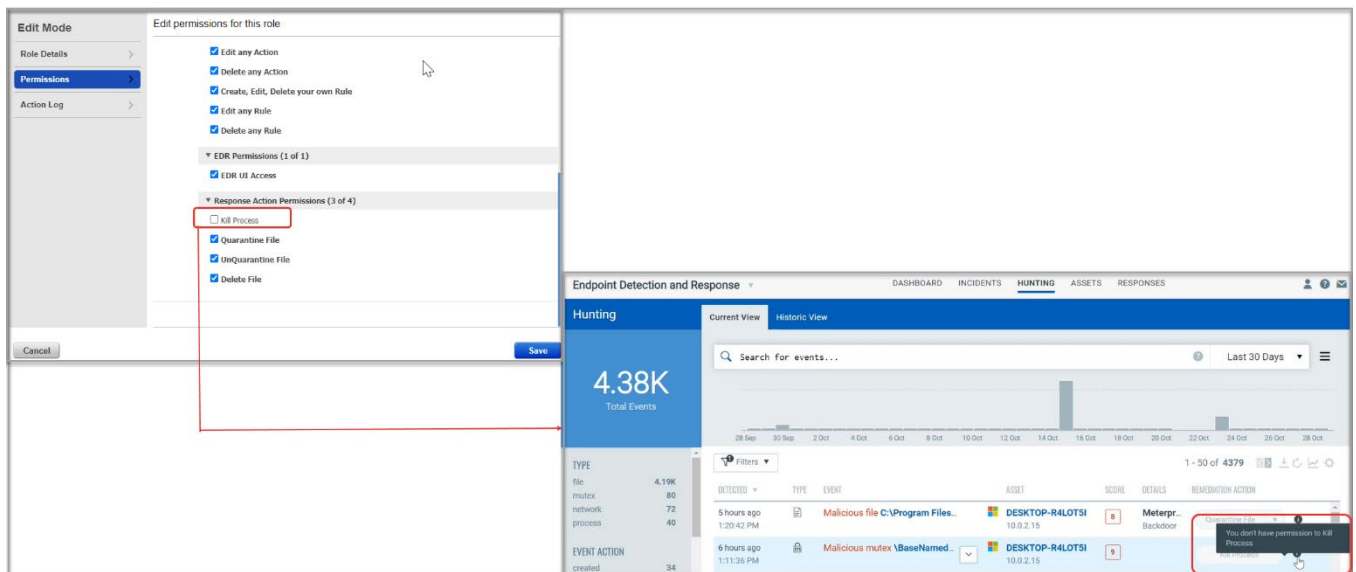 Edit Mode
Edit permissions for this role
Role Details
Permissions
Action Log
Edit any Action
Delete any Action
Create, Edit, Delete your own Rule
Edit any Rule
Delete any Rule
EDR Permissions (1 of 1)
EDR UI Access
Response Action Permissions (3 of 4)
Kill Process
Quarantine File
UnQuarantine File
Delete File
Cancel
Save
Endpoint Detection and Response
DASHBOARD INCIDENTS HUNTING ASSETS RESPONSES
Hunting
Current View Historic View
Search for events...
Last 30 Days
4.38K
Total Events
28 Sep 30 Sep 2 Oct 4 Oct 6 Oct 8 Oct 10 Oct 12 Oct 14 Oct 16 Oct 18 Oct 20 Oct 22 Oct 24 Oct 26 Oct 28 Oct
TYPE
file 4.19K
mutex 80
network 72
process 40
EVENT ACTION
created 34
1
Filters
1 - 50 of 4379
DETECTED TYPE EVENT ASSET SCORE DETAILS REMEDIATION ACTION
5 hours ago Malicious file C:\Program Files... DESKTOP-R4LOT5I 8 Meterpr... Quarantine File
1:20:42 PM 10.0.2.15 Backdoor
You don't have permission to Kill
Process
6 hours ago Malicious mutex \BaseNamed... DESKTOP-R4LOT5I 9 Kill Process
1:11:36 PM 10.0.2.15